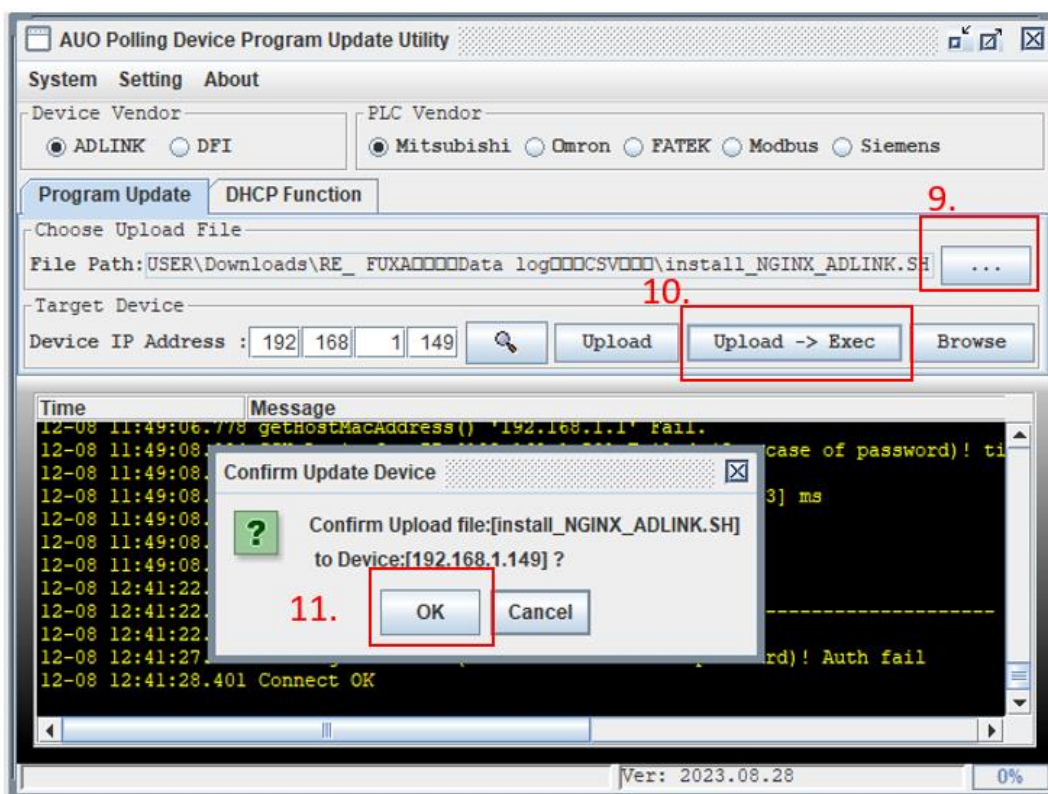 AUO Polling Device Program Update Utility
System Setting About
Device Vendor
PLC Vendor
ADLINK DFI
Mitsubishi Omron FATEK Modbus Siemens
Program Update DHCP Function
9.
Choose Upload File
File Path: USER\Downloads\RE_ FUXA□□□□Data log□□□CSV□□□\install_NGINX_ADLINK.SH ...
10.
Target Device
Device IP Address : 192 168 1 149 Upload Upload -> Exec Browse
Time Message
12-08 11:49:06.778 getHostMacAddress() '192.168.1.1' Fail.
12-08 11:49:08. case of password)! ti
12-08 11:49:08.
12-08 11:49:08. 3] ms
12-08 11:49:08.
12-08 11:49:08.
12-08 11:49:08.
12-08 12:41:22.
12-08 12:41:22. --------------------
12-08 12:41:22.
12-08 12:41:27. rd)! Auth fail
12-08 12:41:28.401 Connect OK
Confirm Update Device
Confirm Upload file:[install_NGINX_ADLINK.SH]
to Device:[192.168.1.149] ?
11.
OK Cancel
Ver: 2023.08.28 0%